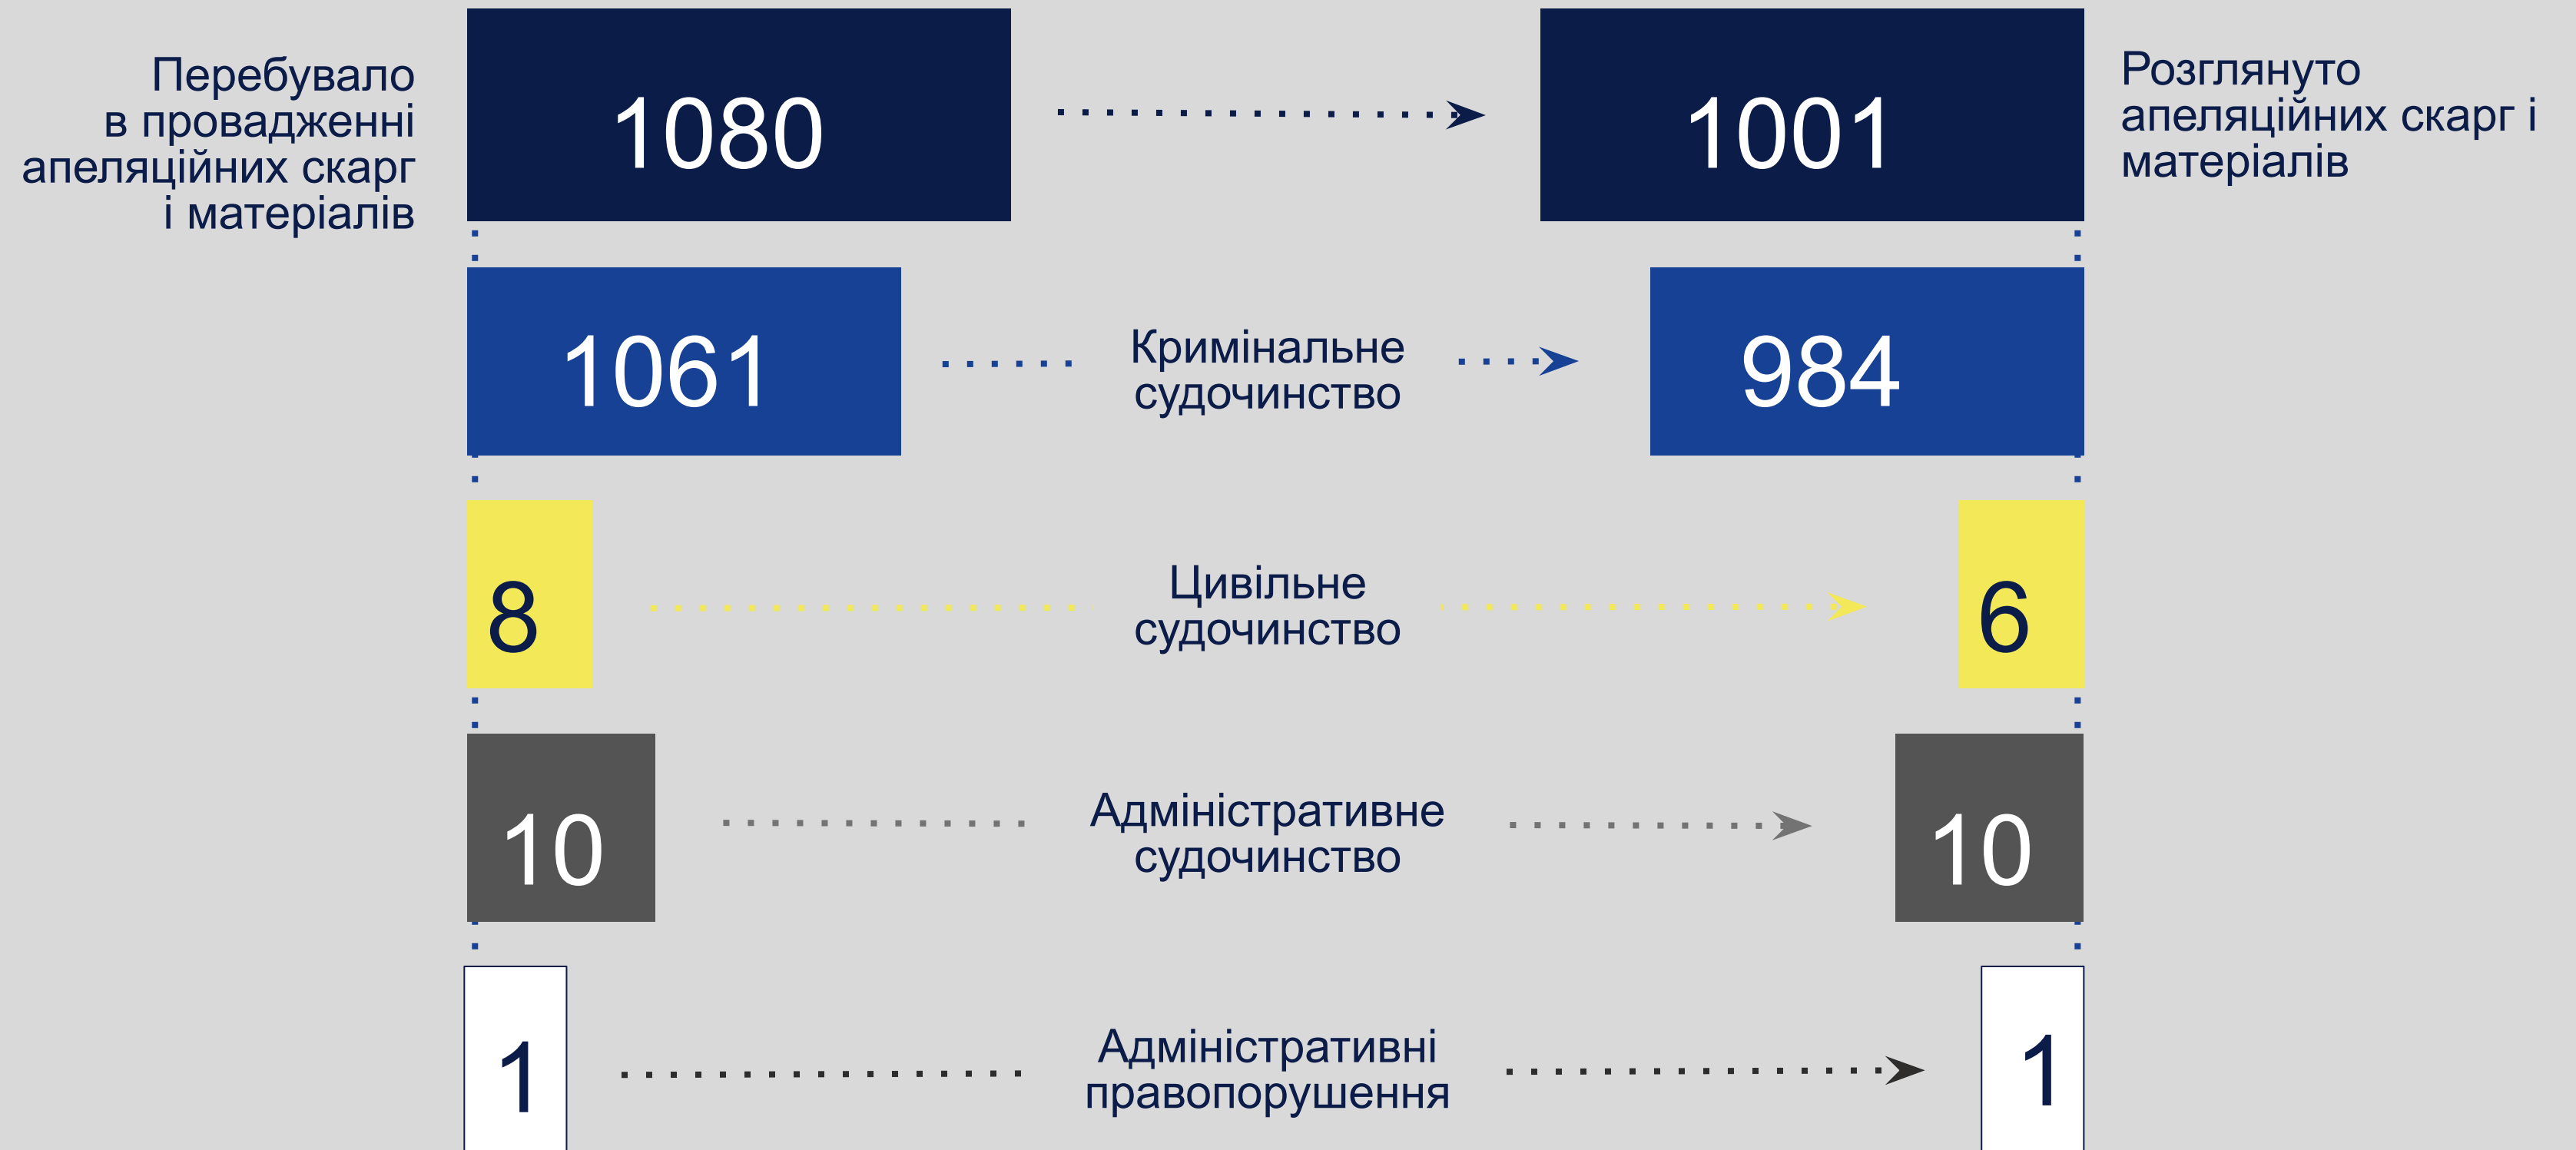 Перебувало
в провадженні
апеляційних скарг
і матеріалів
1080
1001
Розглянуто
апеляційних скарг і
матеріалів
1061
Кримінальне
судочинство
984
8
Цивільне
судочинство
6
10
Адміністративне
судочинство
10
1
Адміністративні
правопорушення
1